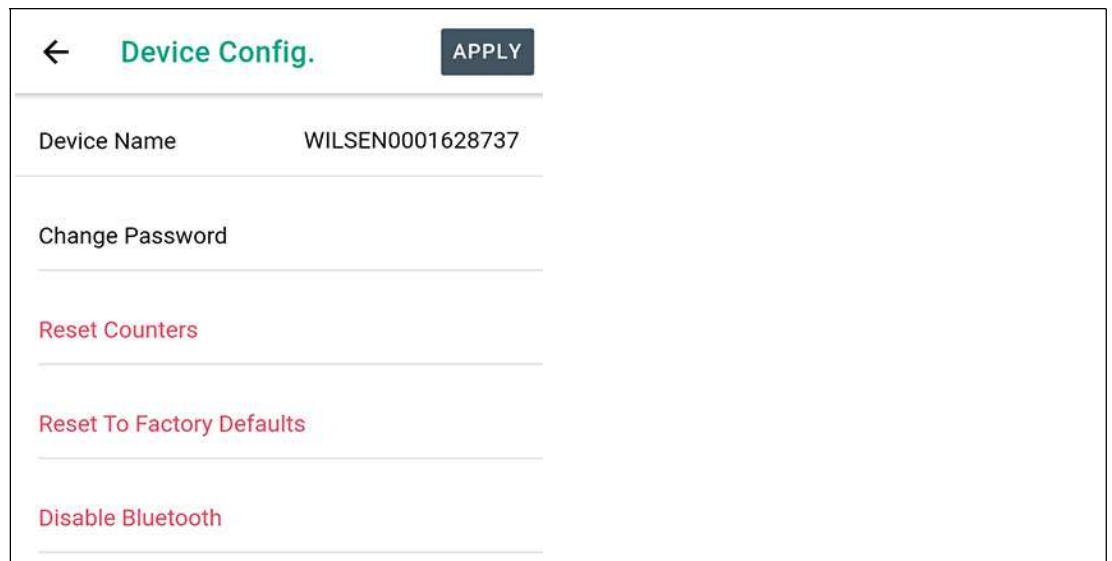 Device Config. APPLY
Device Name WILSEN0001628737
Change Password
Reset Counters
Reset To Factory Defaults
Disable Bluetooth